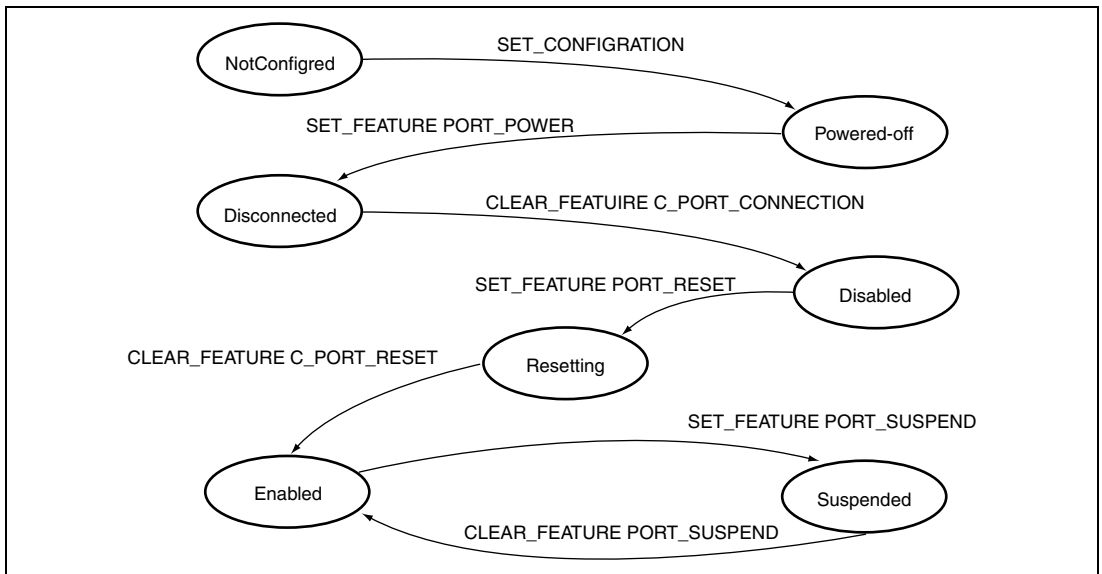 NotConfigred
SET_CONFIGRATION
Powered-off
SET_FEATURE PORT_POWER
Disconnected
CLEAR_FEATUIRE C_PORT_CONNECTION
Disabled
SET_FEATURE PORT_RESET
Resetting
CLEAR_FEATURE C_PORT_RESET
Enabled
SET_FEATURE PORT_SUSPEND
Suspended
CLEAR_FEATURE PORT_SUSPEND